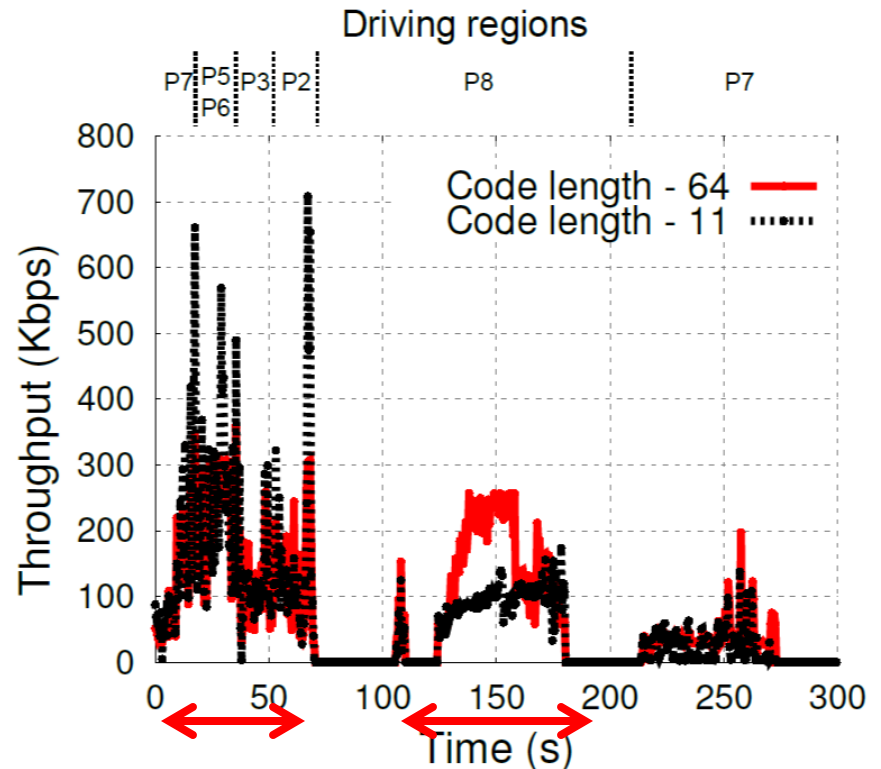 Driving regions
P7 P5 P3 P2 P8 P7
P6
800
700
600
500
400
300
200
100
0
Code length - 64
Code length - 11
Throughput (Kbps)
0 50 100 150 200 250 300
Time (s)